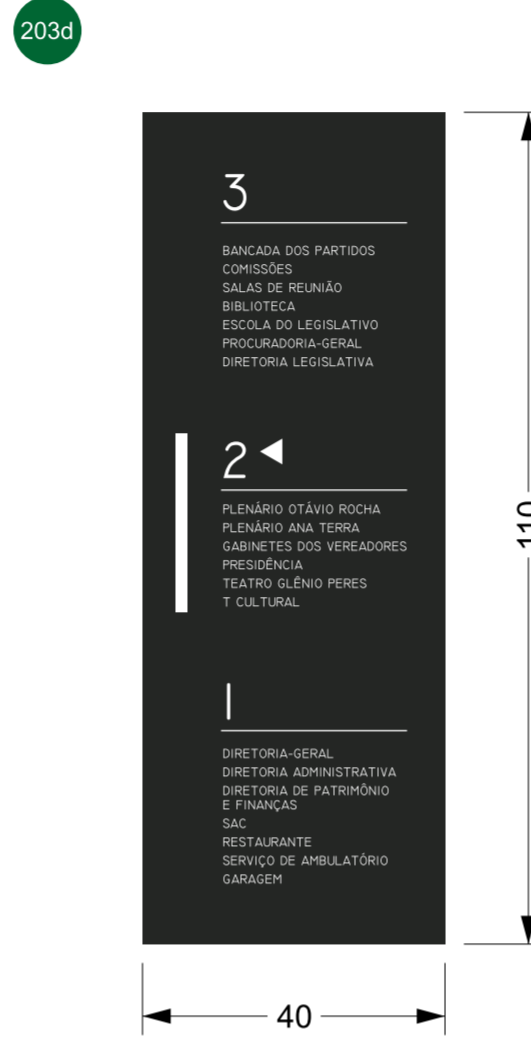 203d
3
BANCADA DOS PARTIDOS
COMISSÕES
SALAS DE REUNIÃO
BIBLIOTECA
ESCOLA DO LEGISLATIVO
PROCURADORIA-GERAL
DIRETORIA LEGISLATIVA
2
PLENÁRIO OTÁVIO ROCHA
PLENÁRIO ANA TERRA
GABINETES DOS VEREADORES
PRESIDÊNCIA
TEATRO GLÊNIO PERES
T CULTURAL
1
DIRETORIA-GERAL
DIRETORIA ADMINISTRATIVA
DIRETORIA DE PATRIMÔNIO
E FINANÇAS
SAC
RESTAURANTE
SERVIÇO DE AMBULATÓRIO
GARAGEM
110
40